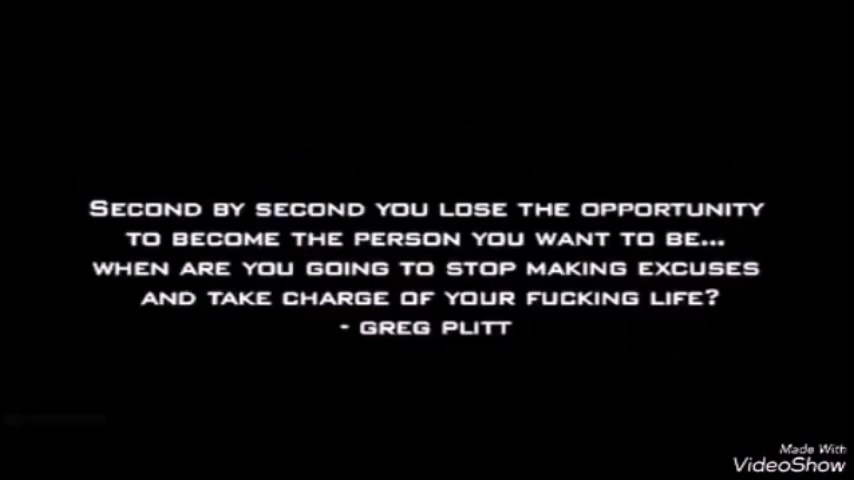 SECOND BY SECOND YOU LOSE THE OPPORTUNITY
TO BECOME THE PERSON YOU WANT TO BE...
WHEN ARE YOU GOING TO STOP MAKING EXCUSES
AND TAKE CHARGE OF YOUR FUCKING LIFE?
- GREG PLITT
Made With
VideoShow